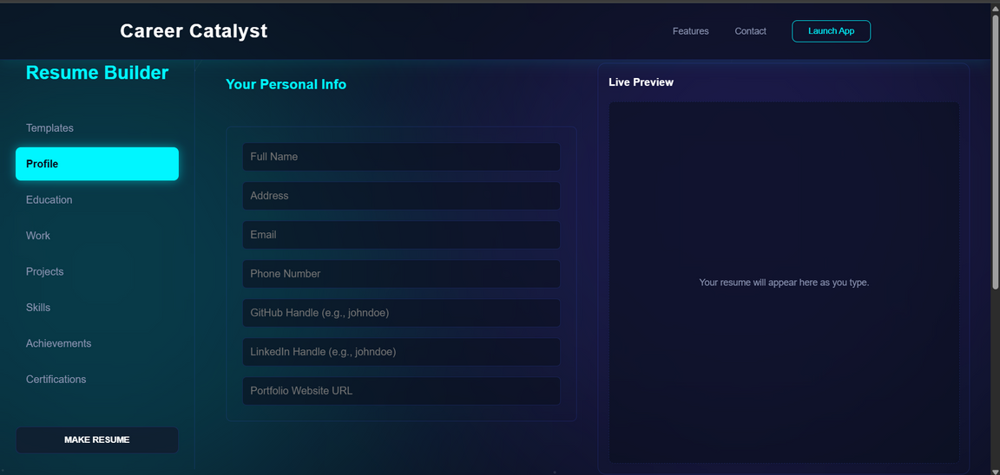 Career Catalyst
Features
Contact
Launch App
Resume Builder
Templates
Profile
Education
Work
Projects
Skills
Achievements
Certifications
MAKE RESUME
Your Personal Info
Full Name
Address
Email
Phone Number
GitHub Handle (e.g., johndoe)
LinkedIn Handle (e.g., johndoe)
Portfolio Website URL
Live Preview
Your resume will appear here as you type.